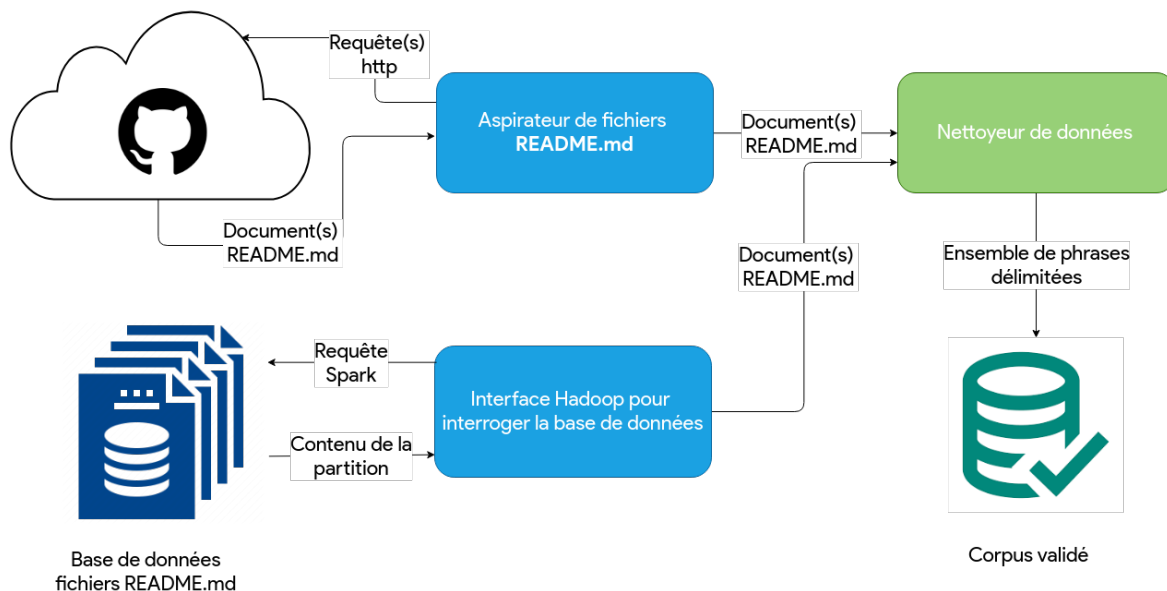 Requête(s)
http
Aspirateur de fichiers
README.md
Document(s)
README.md
Nettoyeur de données
Document(s)
README.md
Document(s)
README.md
Ensemble de phrases
délimitées
Requête
Spark
Interface Hadoop pour
interroger la base de données
Contenu de la
partition
Base de données
fichiers README.md
Corpus validé